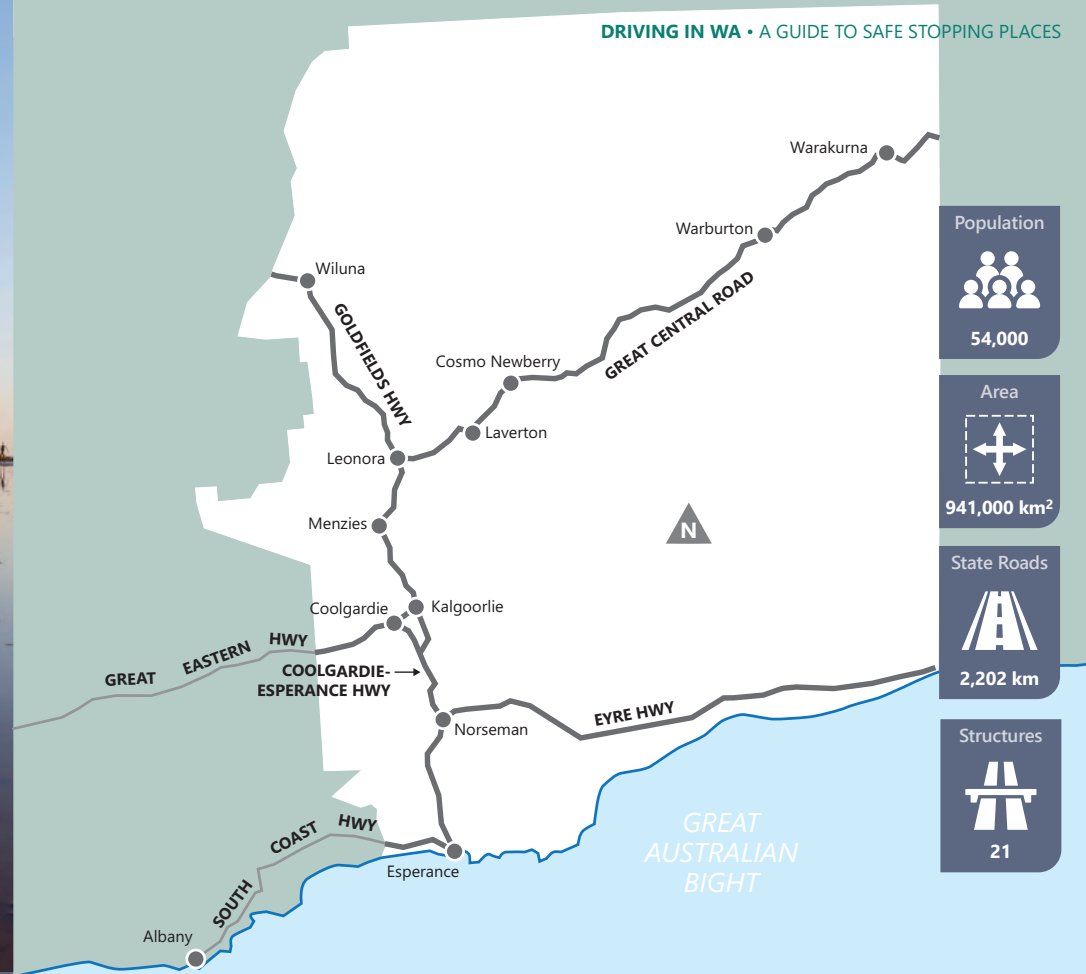 DRIVING IN WA • A GUIDE TO SAFE STOPPING PLACES
Warakurna
Warburton
Wiluna
GOLDFIELDS HWY
GREAT CENTRAL ROAD
Cosmo Newberry
Laverton
Leonora
Menzies
N
Coolgardie
Kalgoorlie
GREAT EASTERN HWY
COOLGARDIE-
ESPERANCE HWY
Norseman
EYRE HWY
SOUTH COAST HWY
Esperance
Albany
GREAT
AUSTRALIAN
BIGHT
Population
54,000
Area
941,000 km²
State Roads
2,202 km
Structures
21